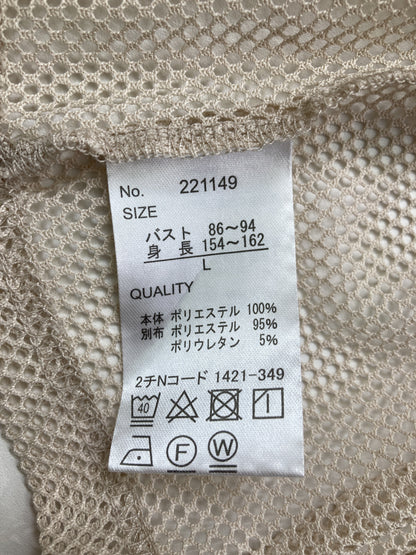 No. 221149
SIZE
バスト 86～94
身 長 154～162
L
QUALITY
本体 ポリエステル 100%
別布 ポリエステル 95%
ポリウレタン 5%
2チNコード 1421-349
40
F W